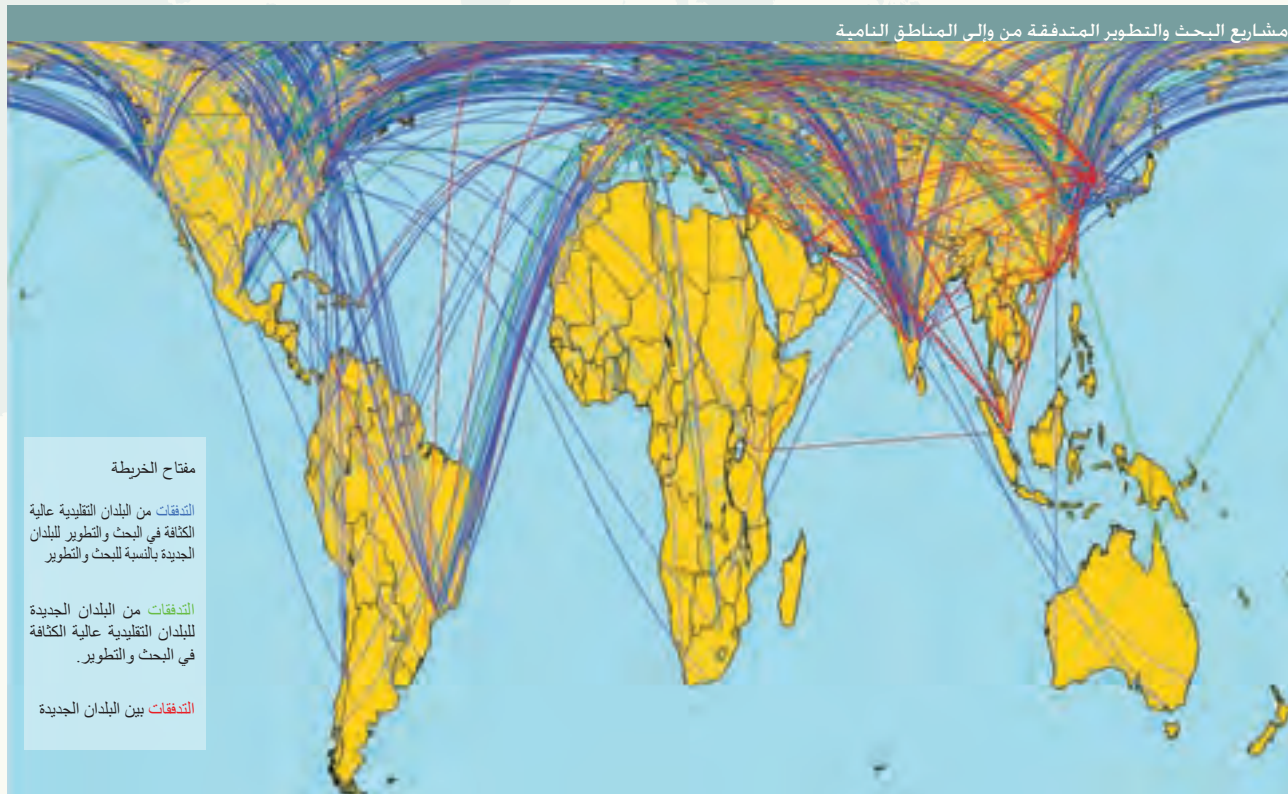 مشاريع البحث والتطوير المتدفقة من وإلى المناطق النامية
مفتاح الخريطة
التدفقات من البلدان التقليدية عالية
الكثافة في البحث والتطوير للبلدان
الجديدة بالنسبة للبحث والتطوير
التدفقات من البلدان الجديدة
للبلدان التقليدية عالية الكثافة
في البحث والتطوير.
التدفقات بين البلدان الجديدة